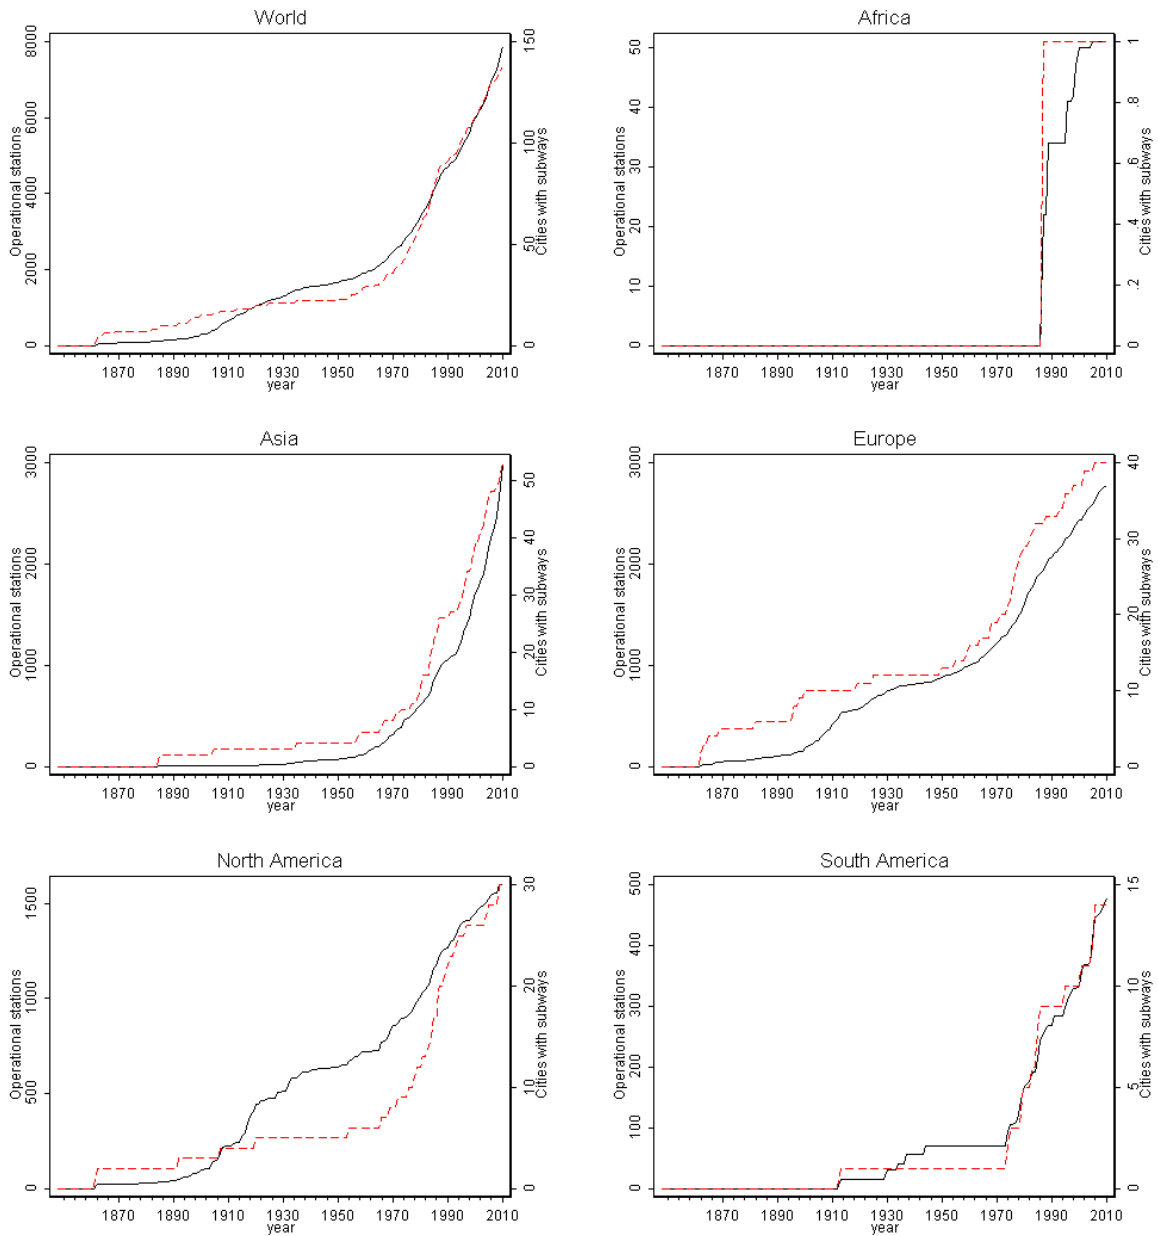 World
Operational stations
0 2000 4000 6000 8000
Cities with subways
0 50 100 150
1870 1890 1910 1930 1950 1970 1990 2010
year
Africa
Operational stations
0 10 20 30 40 50
Cities with subways
0 .2 .4 .6 .8 1
1870 1890 1910 1930 1950 1970 1990 2010
year
Asia
Operational stations
0 1000 2000 3000
Cities with subways
0 10 20 30 40 50
1870 1890 1910 1930 1950 1970 1990 2010
year
Europe
Operational stations
0 1000 2000 3000
Cities with subways
0 10 20 30 40
1870 1890 1910 1930 1950 1970 1990 2010
year
North America
Operational stations
0 500 1000 1500
Cities with subways
0 10 20 30
1870 1890 1910 1930 1950 1970 1990 2010
year
South America
Operational stations
0 100 200 300 400 500
Cities with subways
0 5 10 15
1870 1890 1910 1930 1950 1970 1990 2010
year